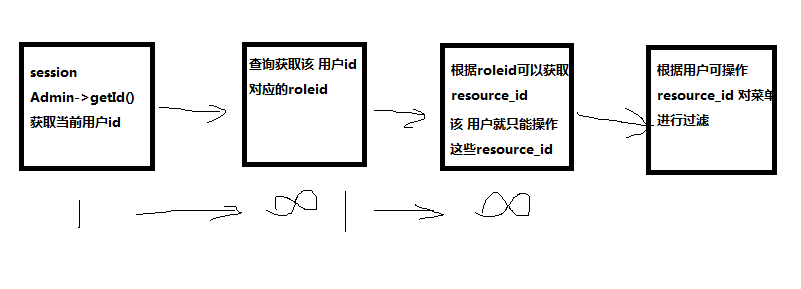 session
Admin->getId()
获取当前用户id
查询获取该 用户id
对应的roleid
根据roleid可以获取
resource_id
该 用户就只能操作
这些resource_id
根据用户可操作
resource_id 对菜单
进行过滤
1 → ∞ 1 → ∞